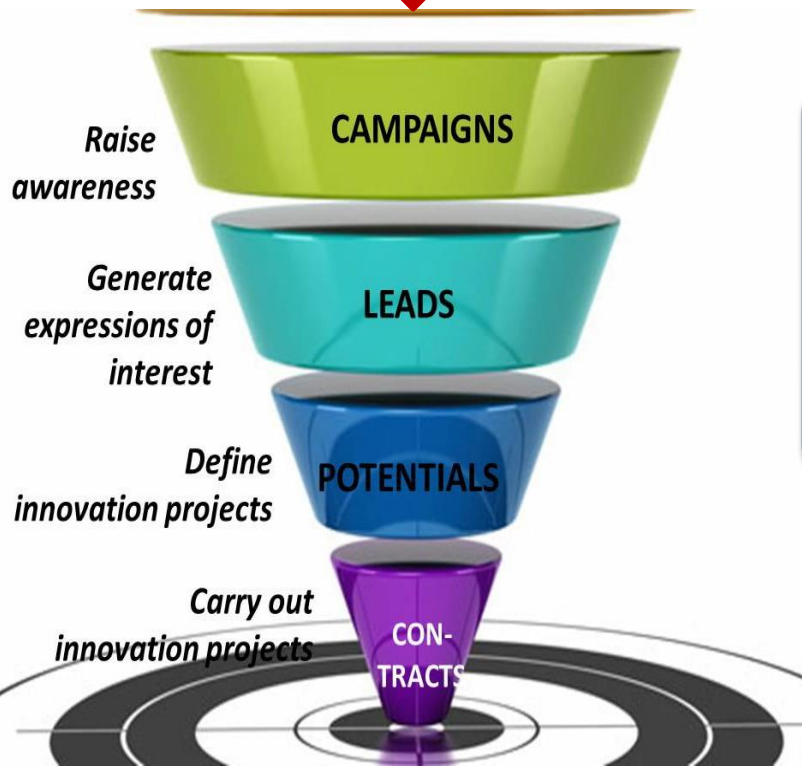 Raise
awareness
CAMPAIGNS
Generate
expressions of
interest
LEADS
Define
innovation projects
POTENTIALS
Carry out
innovation projects
CON-
TRACTS